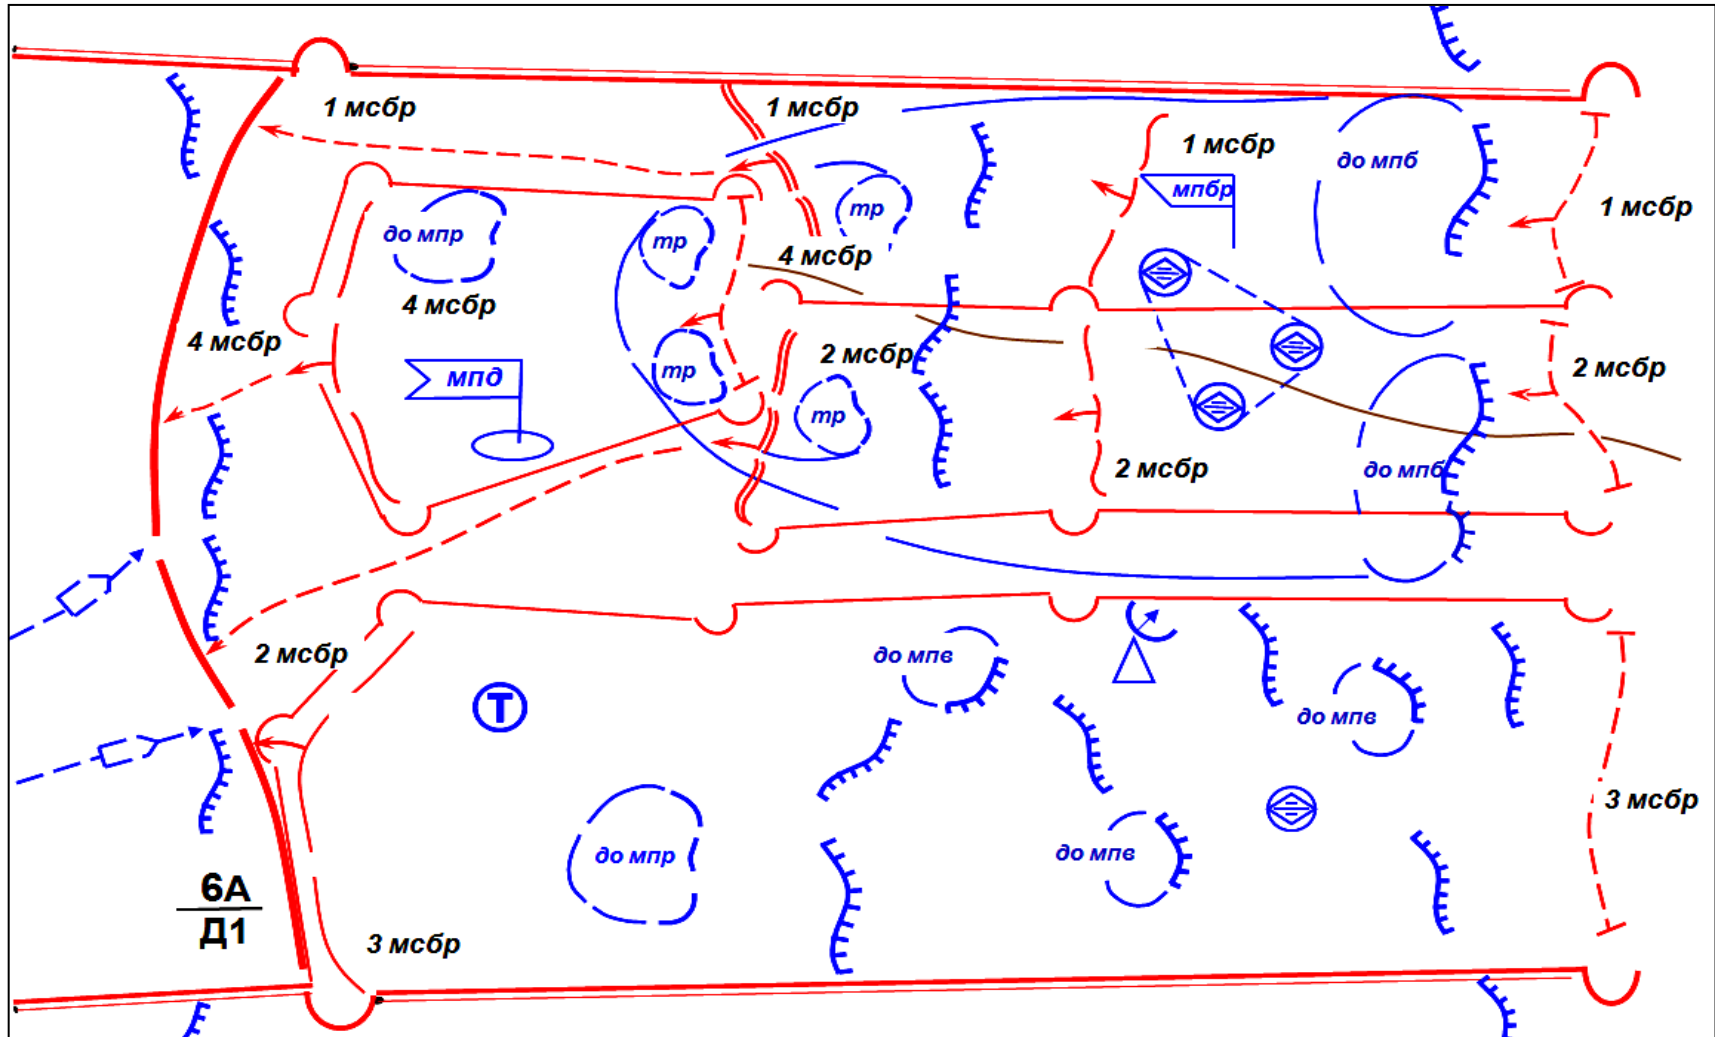 1 мсбр
1 мсбр
1 мсбр
до мпб
мпбр
тр
1 мсбр
до мпр
тр
4 мсбр
4 мсбр
4 мсбр
2 мсбр
2 мсбр
мпд
тр
тр
2 мсбр
до мпб
2 мсбр
до мпв
Т
до мпв
3 мсбр
до мпр
до мпв
6А
Д1
3 мсбр